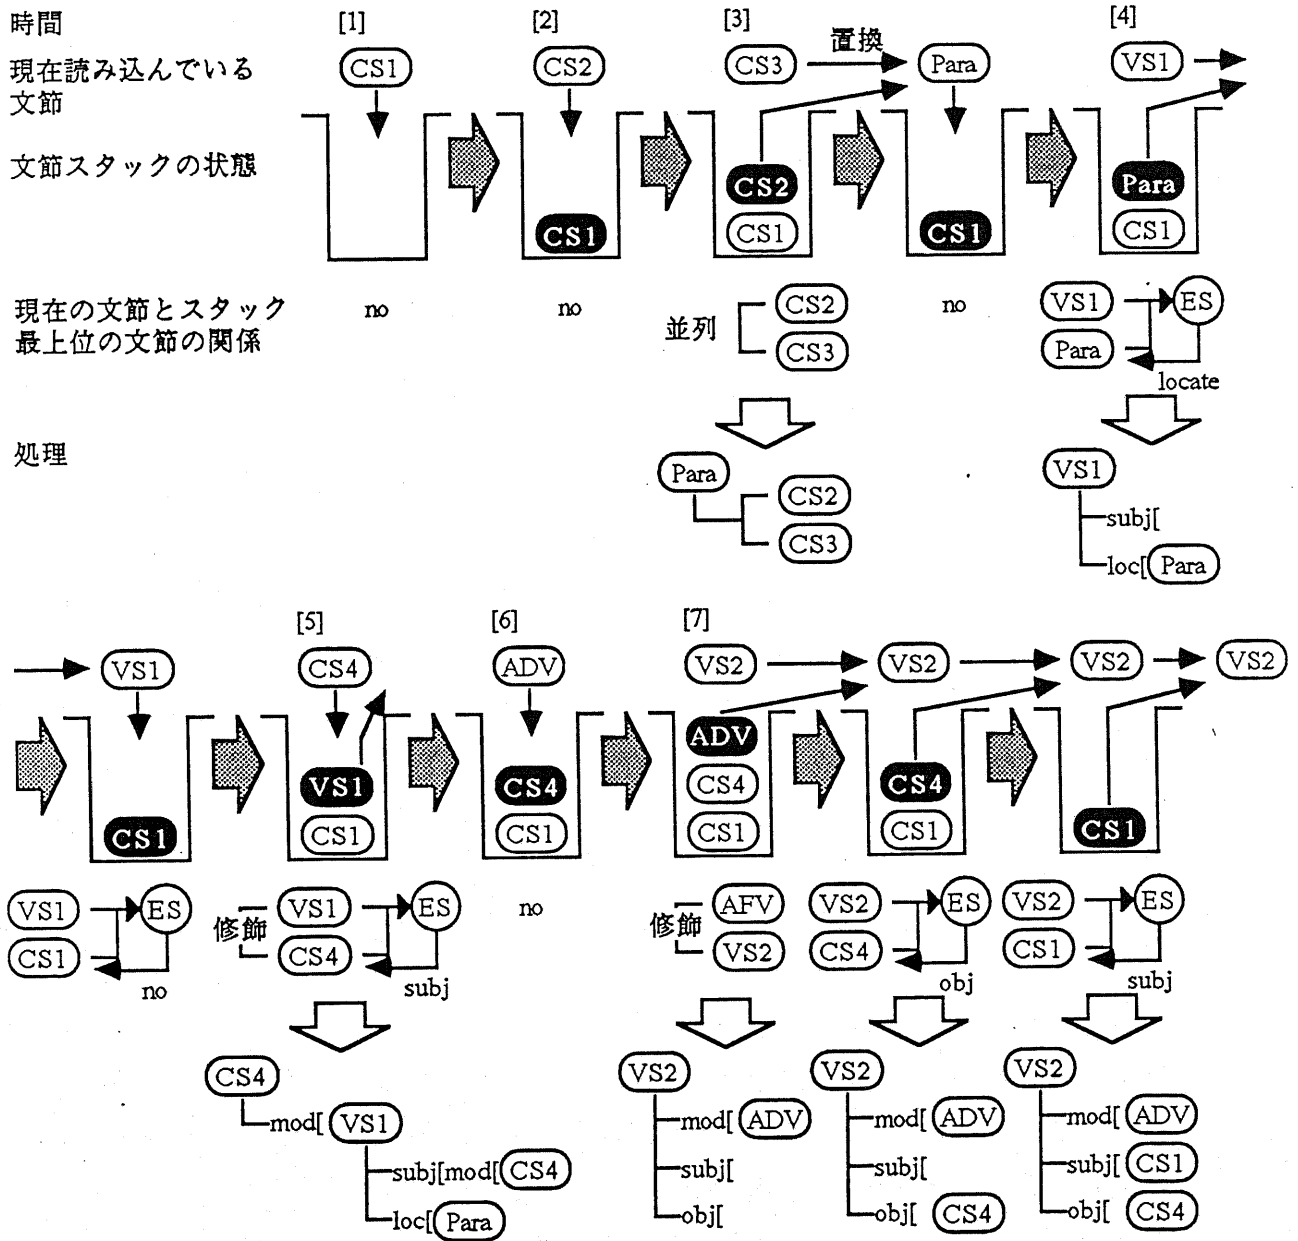 時間 [1] [2] [3] [4]
現在読み込んでいる CS1 CS2 CS3 置換 Para VS1
文節
文節スタックの状態
CS2 Para
CS1 CS1 CS1 CS1
現在の文節とスタック no no 並列 CS2 no VS1 ES
最上位の文節の関係 CS3 Para
locate
処理
Para CS2 VS1
CS3 subj[
loc[ Para
[5] [6] [7]
VS1 CS4 ADV VS2 VS2 VS2 VS2
ADV
VS1 CS4 CS4 CS4
CS1 CS1 CS1 CS1 CS1 CS1
VS1 ES 修飾 VS1 ES no 修飾 AFV VS2 ES VS2 ES
CS1 CS4 VS2 CS4 CS1
no subj obj subj
CS4 VS2 VS2 VS2
mod[ VS1 mod[ ADV mod[ ADV mod[ ADV
subj[mod[ CS4 subj[ subj[ subj[ CS1
loc[ Para obj[ obj[ CS4 obj[ CS4